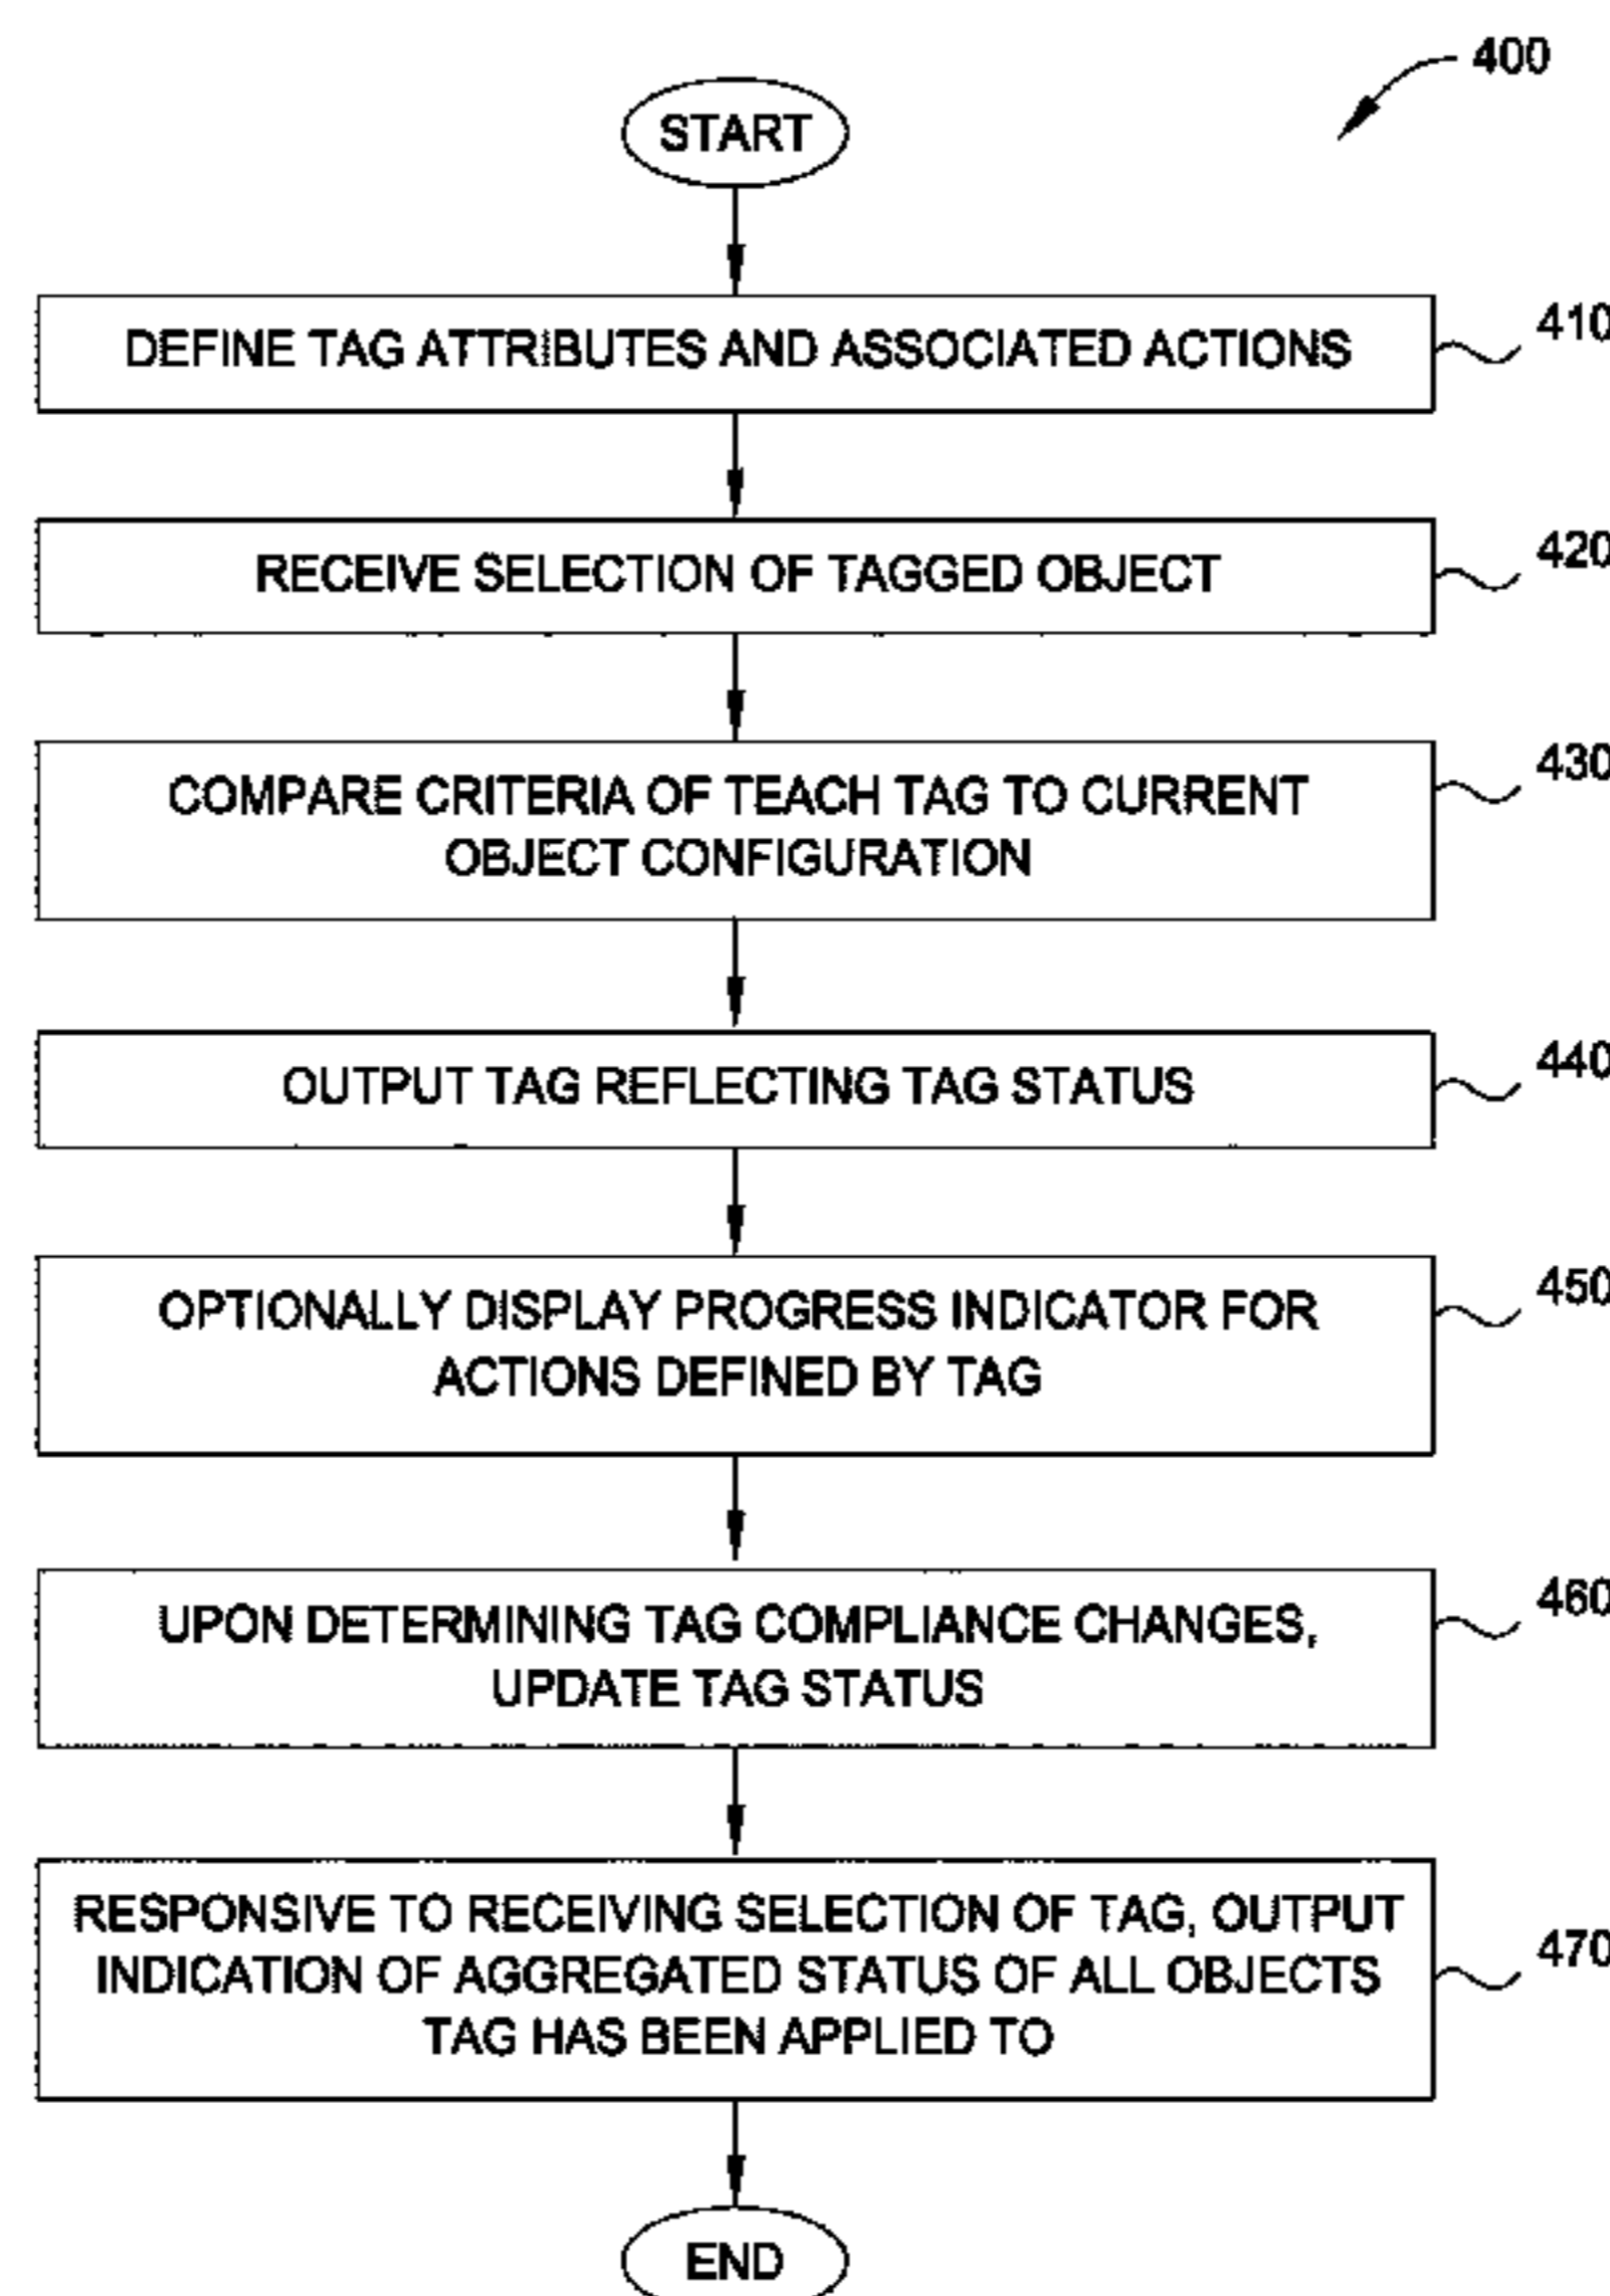 400
START
DEFINE TAG ATTRIBUTES AND ASSOCIATED ACTIONS
410
RECEIVE SELECTION OF TAGGED OBJECT
420
COMPARE CRITERIA OF TEACH TAG TO CURRENT
OBJECT CONFIGURATION
430
OUTPUT TAG REFLECTING TAG STATUS
440
OPTIONALLY DISPLAY PROGRESS INDICATOR FOR
ACTIONS DEFINED BY TAG
450
UPON DETERMINING TAG COMPLIANCE CHANGES,
UPDATE TAG STATUS
460
RESPONSIVE TO RECEIVING SELECTION OF TAG, OUTPUT
INDICATION OF AGGREGATED STATUS OF ALL OBJECTS
TAG HAS BEEN APPLIED TO
470
END